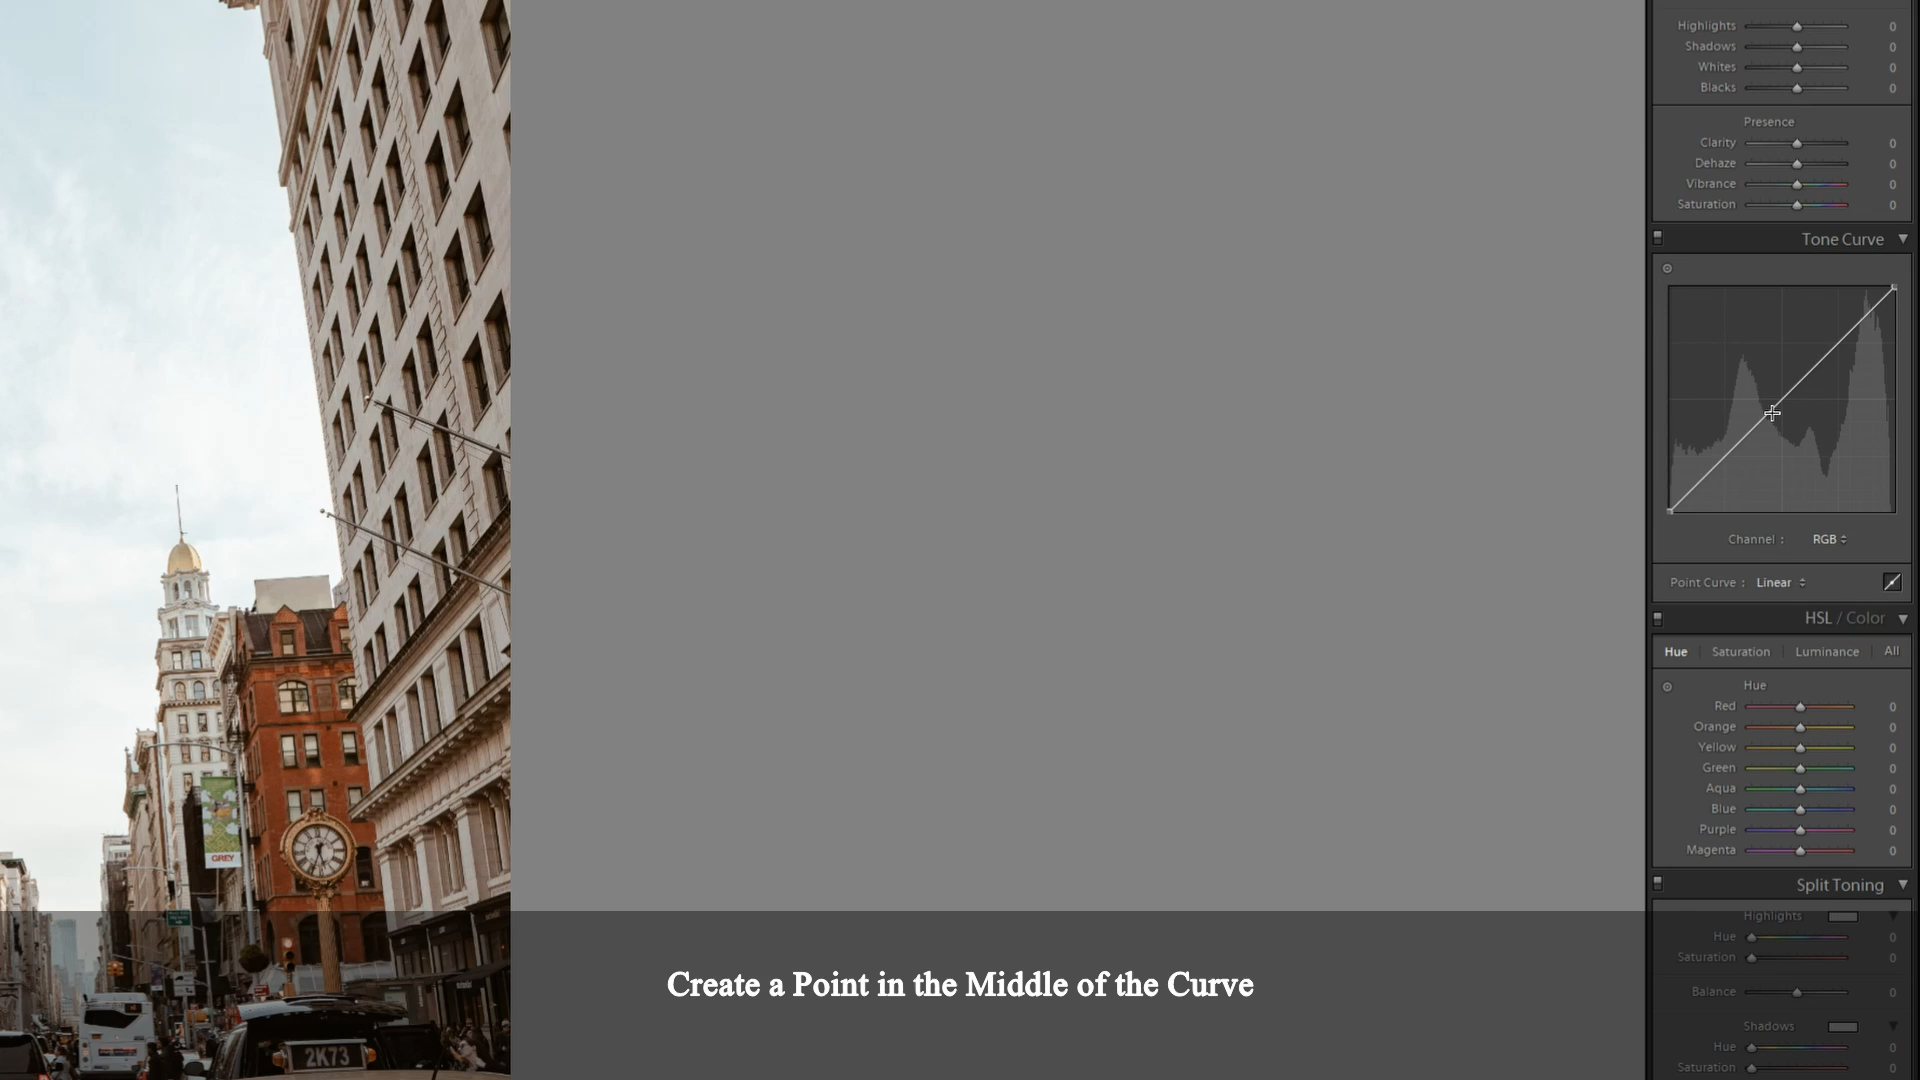 Highlights 0
Shadows 0
Whites 0
Blacks 0
Presence
Clarity 0
Dehaze 0
Vibrance 0
Saturation 0
Tone Curve
Channel : RGB
Point Curve : Linear
HSL / Color
Hue Saturation Luminance All
Hue
Red 0
Orange 0
Yellow 0
Green 0
Aqua 0
Blue 0
Purple 0
Magenta 0
Split Toning
Highlights
Hue 0
Saturation 0
Balance 0
Shadows
Hue 0
Saturation 0
GREY
2K73
Create a Point in the Middle of the Curve